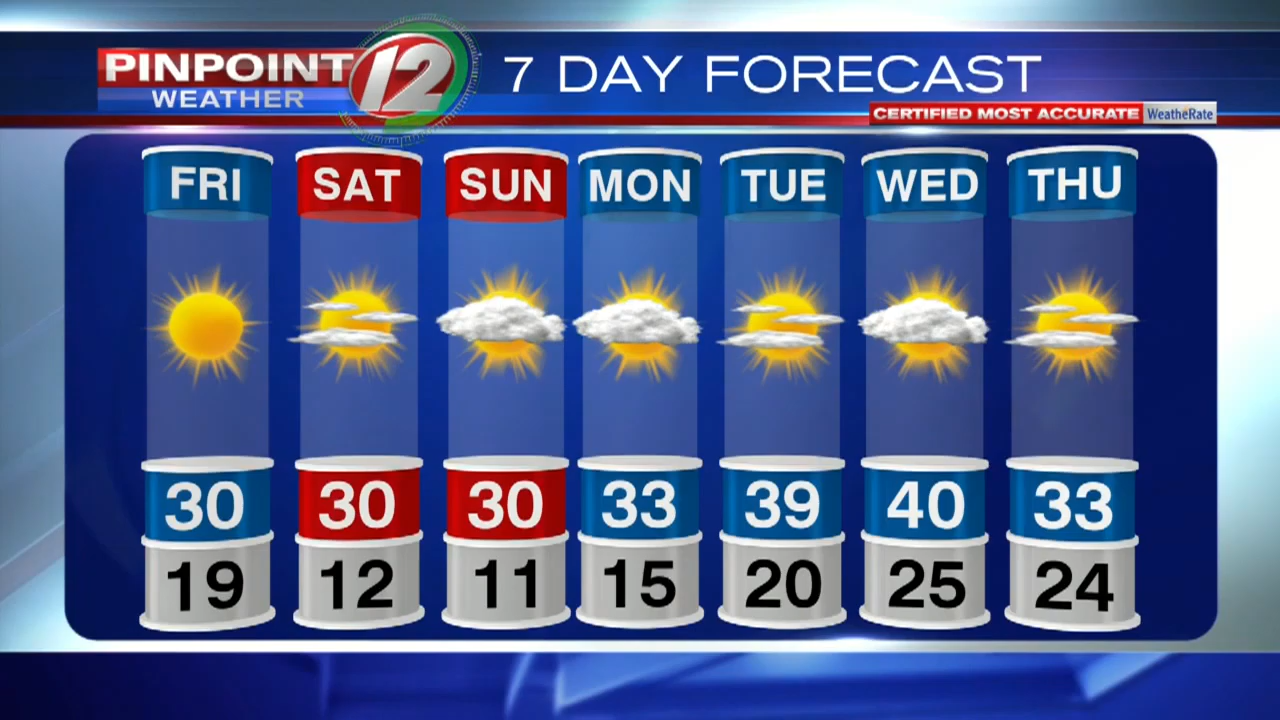 PINPOINT 12
WEATHER
7 DAY FORECAST
CERTIFIED MOST ACCURATE WeatheRate
FRI SAT SUN MON TUE WED THU
30 30 30 33 39 40 33
19 12 11 15 20 25 24